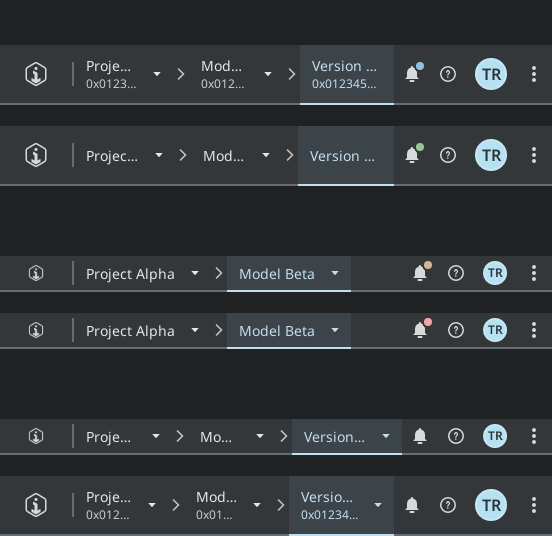 Proje... Mod... Version ...
0x0123... 0x012... 0x012345...
TR
Projec... Mod... Version ... TR
Project Alpha Model Beta TR
Project Alpha Model Beta TR
Proje... Mo... Version... TR
Proje... Mod... Versio...
0x012... 0x01... 0x01234...
TR